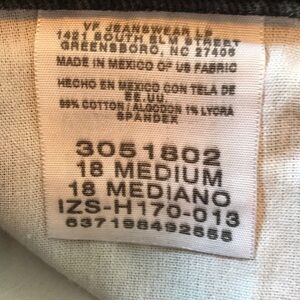 VF JEANSWEAR LP
1421 SOUTH ELM STREET
GREENSBORO, NC 27406
MADE IN MEXICO OF US FABRIC
HECHO EN MEXICO CON TELA DE
EE.UU.
99% COTTON / ALGODON 1% LYCRA
SPANDEX
3051802
18 MEDIUM
18 MEDIANO
IZS-H170-013
637198492555